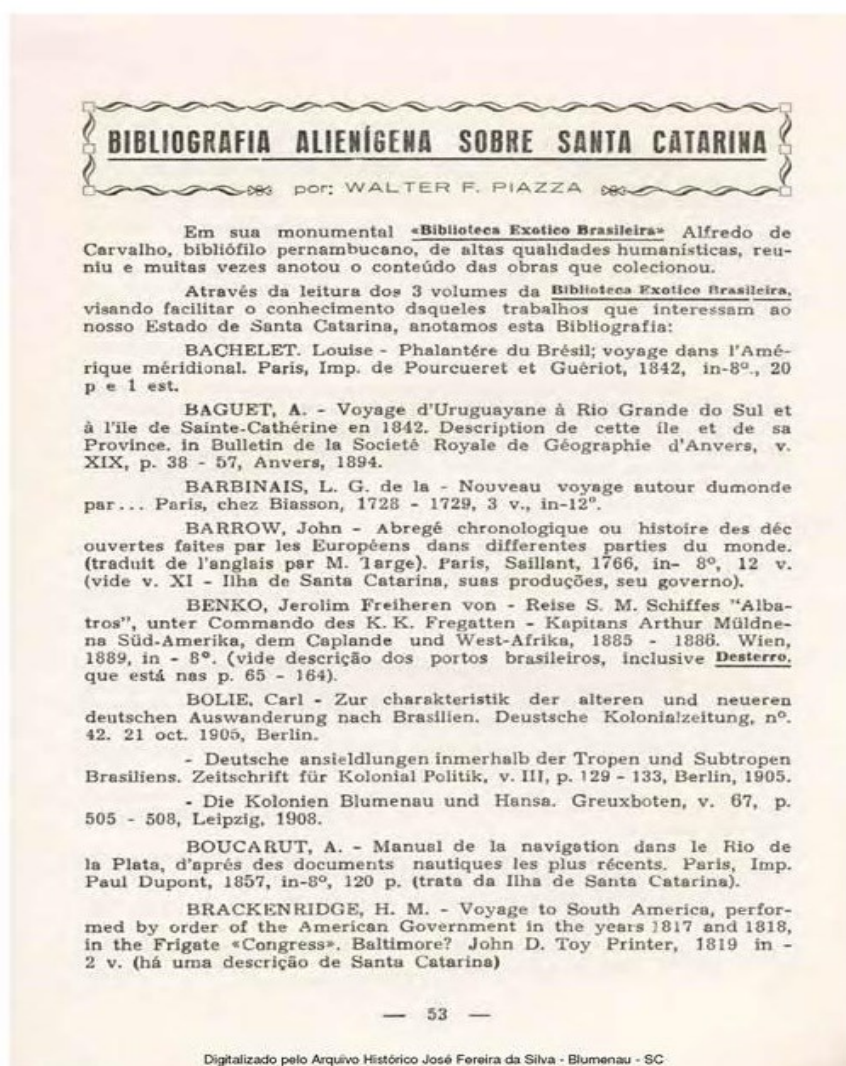 BIBLIOGRAFIA ALIENÍGENA SOBRE SANTA CATARINA
por: WALTER F. PIAZZA
Em sua monumental «Biblioteca Exotico Brasileira» Alfredo de
Carvalho, bibliófilo pernambucano, de altas qualidades humanísticas, reu-
niu e muitas vezes anotou o conteúdo das obras que colecionou.
Através da leitura dos 3 volumes da Biblioteca Exotico Brasileira,
visando facilitar o conhecimento daqueles trabalhos que interessam ao
nosso Estado de Santa Catarina, anotamos esta Bibliografia:
BACHELET. Louise - Phalantére du Brésil; voyage dans l'Amé-
rique méridional. Paris, Imp. de Pourcueret et Guériot, 1842, in-8º., 20
p e 1 est.
BAGUET, A. - Voyage d'Uruguayane à Rio Grande do Sul et
à l'île de Sainte-Cathérine en 1842. Description de cette île et de sa
Province. in Bulletin de la Societé Royale de Géographie d'Anvers, v.
XIX, p. 38 - 57, Anvers, 1894.
BARBINAIS, L. G. de la - Nouveau voyage autour dumonde
par... Paris, chez Biasson, 1728 - 1729, 3 v., in-12º.
BARROW, John - Abregé chronologique ou histoire des déc
ouvertes faites par les Européens dans differentes parties du monde.
(traduit de l'anglais par M. Targe). Paris, Saillant, 1766, in- 8º, 12 v.
(vide v. XI - Ilha de Santa Catarina, suas produções, seu governo).
BENKO, Jerolim Freiheren von - Reise S. M. Schiffes "Alba-
tros", unter Commando des K. K. Fregatten - Kapitans Arthur Müldne-
na Süd-Amerika, dem Caplande und West-Afrika, 1885 - 1886. Wien,
1889, in - 8º. (vide descrição dos portos brasileiros, inclusive Desterro,
que está nas p. 65 - 164).
BOLIE, Carl - Zur charakteristik der alteren und neueren
deutschen Auswanderung nach Brasilien. Deustsche Kolonialzeitung, nº.
42. 21 oct. 1905, Berlin.
- Deutsche ansieldlungen inmerhalb der Tropen und Subtropen
Brasiliens. Zeitschrift für Kolonial Politik, v. III, p. 129 - 133, Berlin, 1905.
- Die Kolonien Blumenau und Hansa. Greuxboten, v. 67, p.
505 - 508, Leipzig, 1908.
BOUCARUT, A. - Manual de la navigation dans le Rio de
la Plata, d'aprés des documents nautiques les plus récents. Paris, Imp.
Paul Dupont, 1857, in-8º, 120 p. (trata da Ilha de Santa Catarina).
BRACKENRIDGE, H. M. - Voyage to South America, perfor-
med by order of the American Government in the years 1817 and 1818,
in the Frigate «Congress». Baltimore? John D. Toy Printer, 1819 in -
2 v. (há uma descrição de Santa Catarina)
— 53 —
Digitalizado pelo Arquivo Histórico José Fereira da Silva - Blumenau - SC